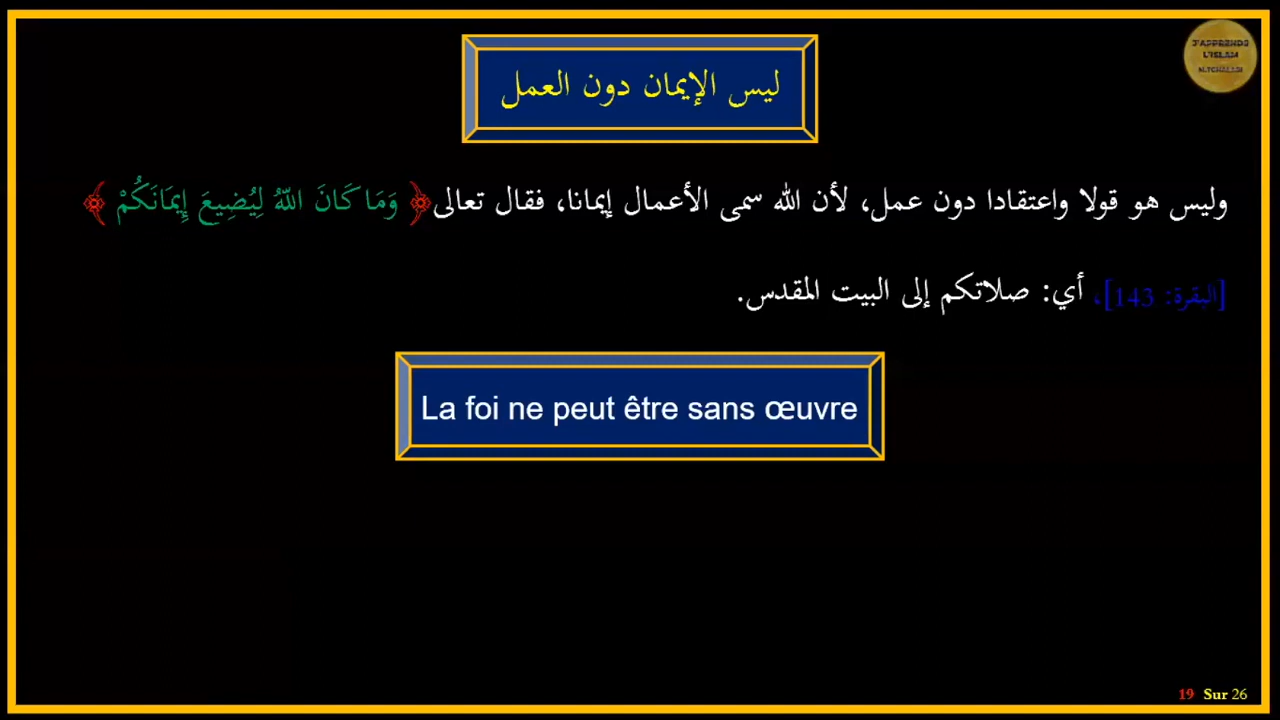 J'APPRENDS
L'ISLAM
ليس الإيمان دون العمل
وليس هو قولا واعتقادا دون عمل، لأن الله سمى الأعمال إيمانا، فقال تعالى ﴿ وَمَا كَانَ اللَّهُ لِيُضِيعَ إِيمَانَكُمْ ﴾
[البقرة: 143]، أي: صلاتكم إلى البيت المقدس.
La foi ne peut être sans œuvre
19 Sur 26